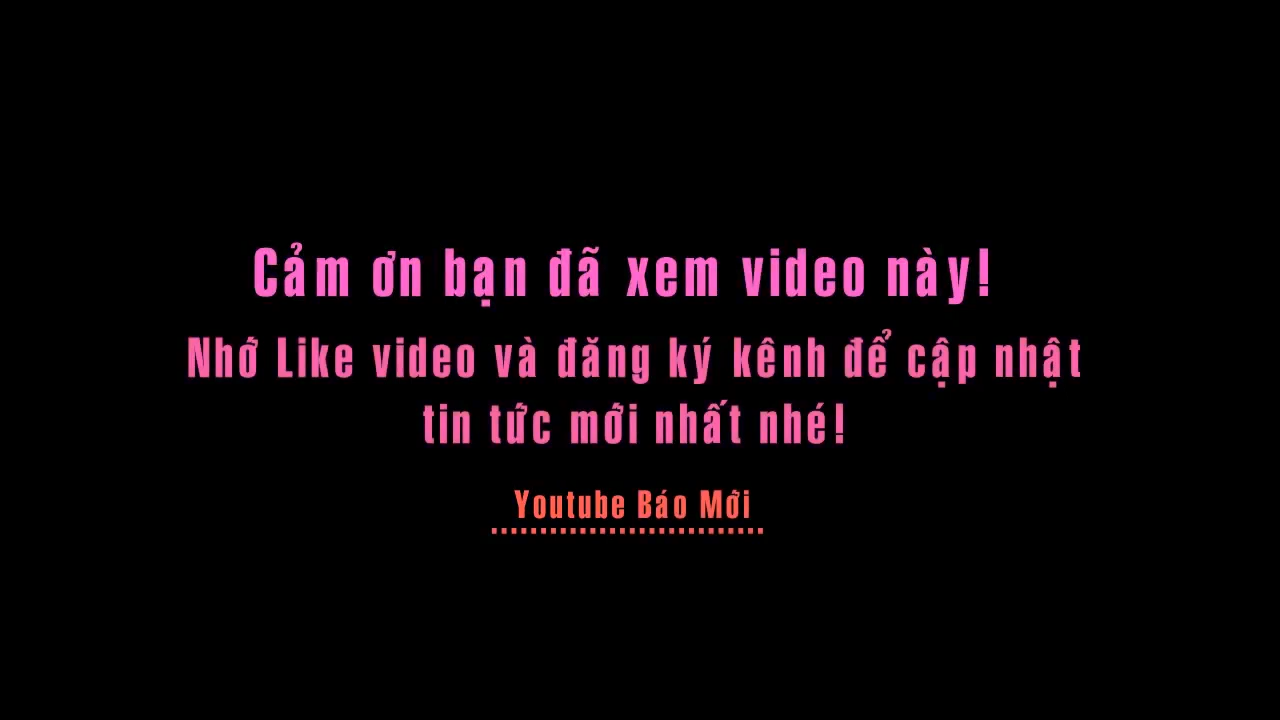 Cảm ơn bạn đã xem video này!
Nhớ Like video và đăng ký kênh để cập nhật
tin tức mới nhất nhé!
Youtube Báo Mới